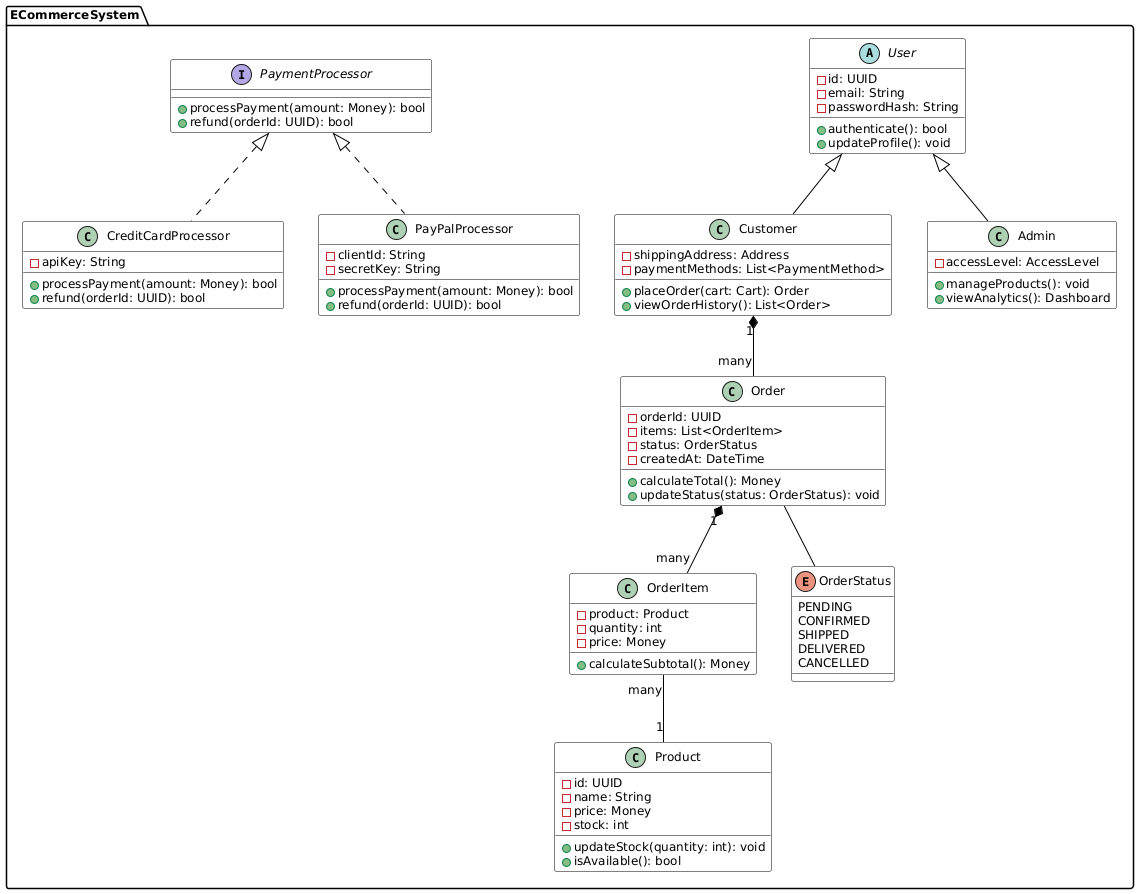 ECommerceSystem
I PaymentProcessor
processPayment(amount: Money): bool
refund(orderId: UUID): bool
A User
id: UUID
email: String
passwordHash: String
authenticate(): bool
updateProfile(): void
C CreditCardProcessor
apiKey: String
processPayment(amount: Money): bool
refund(orderId: UUID): bool
C PayPalProcessor
clientId: String
secretKey: String
processPayment(amount: Money): bool
refund(orderId: UUID): bool
C Customer
shippingAddress: Address
paymentMethods: List<PaymentMethod>
placeOrder(cart: Cart): Order
viewOrderHistory(): List<Order>
C Admin
accessLevel: AccessLevel
manageProducts(): void
viewAnalytics(): Dashboard
1
many
C Order
orderId: UUID
items: List<OrderItem>
status: OrderStatus
createdAt: DateTime
calculateTotal(): Money
updateStatus(status: OrderStatus): void
1
many
C OrderItem
product: Product
quantity: int
price: Money
calculateSubtotal(): Money
E OrderStatus
PENDING
CONFIRMED
SHIPPED
DELIVERED
CANCELLED
many
1
C Product
id: UUID
name: String
price: Money
stock: int
updateStock(quantity: int): void
isAvailable(): bool